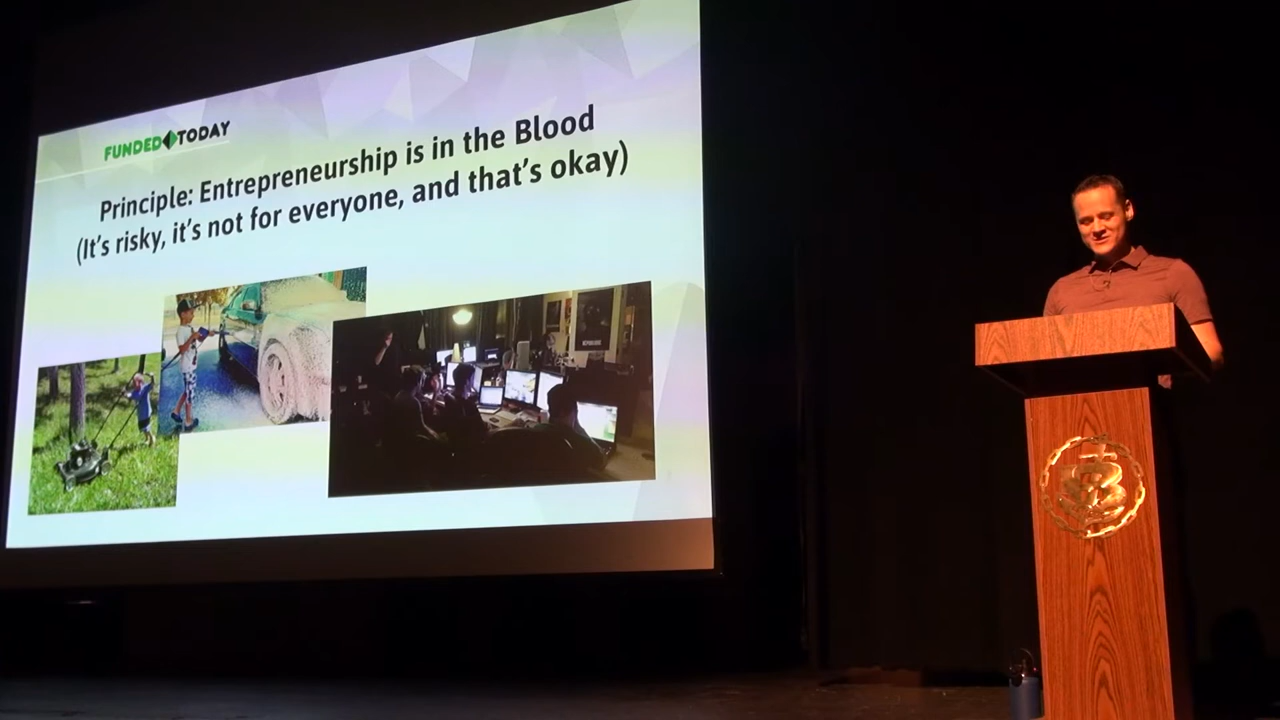 FUNDED TODAY
Principle: Entrepreneurship is in the Blood
(It's risky, it's not for everyone, and that's okay)